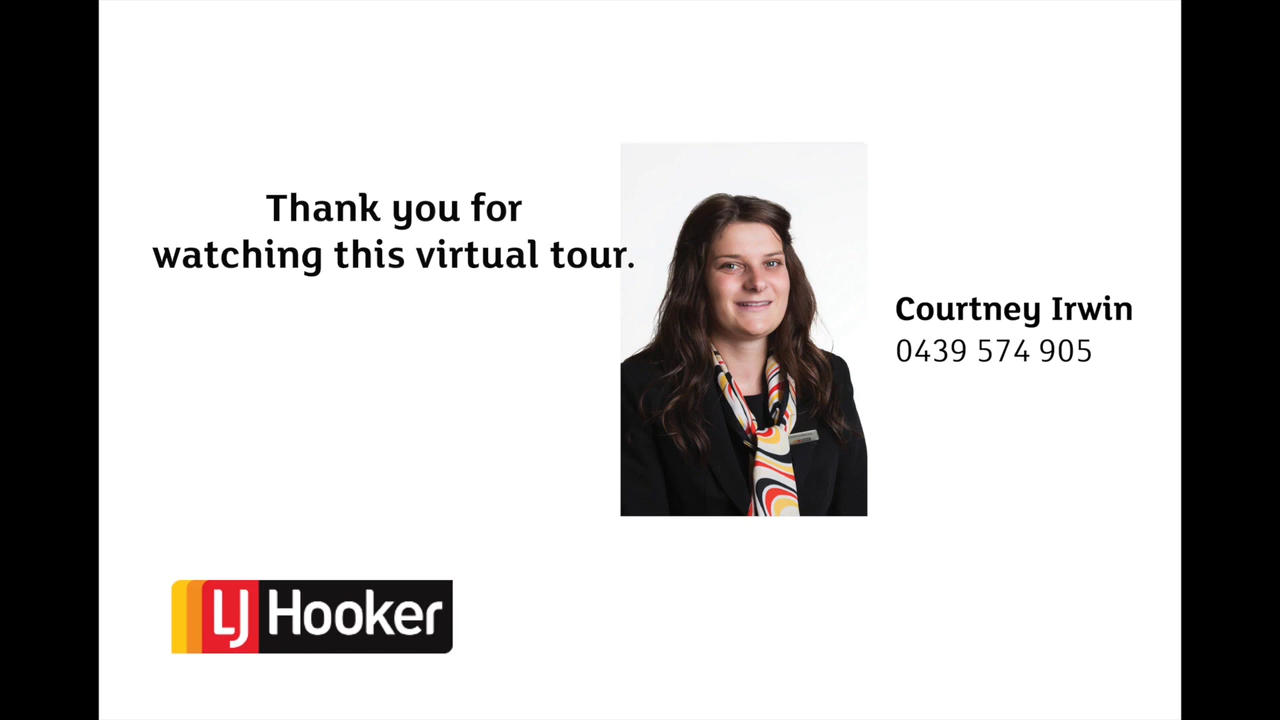 Thank you for
watching this virtual tour.
Courtney Irwin
0439 574 905
LJ Hooker